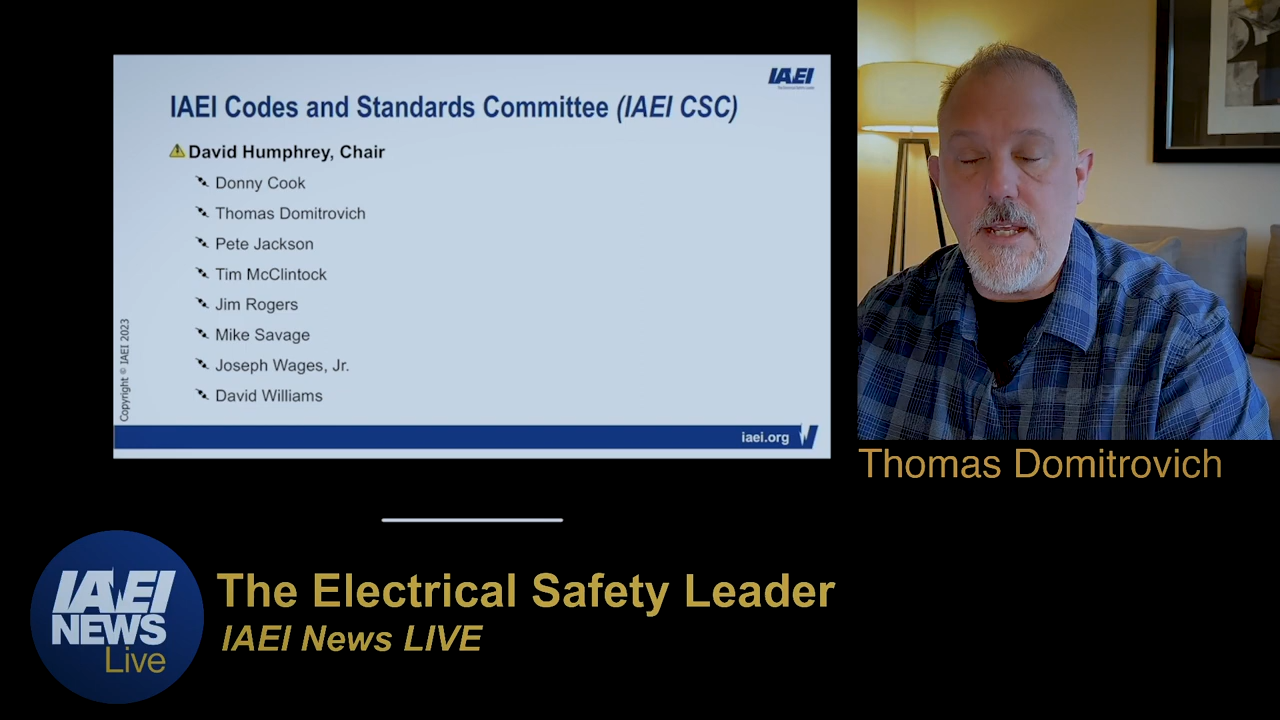 IAEI
IAEI Codes and Standards Committee (IAEI CSC)
David Humphrey, Chair
Donny Cook
Thomas Domitrovich
Pete Jackson
Tim McClintock
Jim Rogers
Mike Savage
Joseph Wages, Jr.
David Williams
Copyright © IAEI 2023
iaei.org
Thomas Domitrovich
IAEI
NEWS
Live
The Electrical Safety Leader
IAEI News LIVE